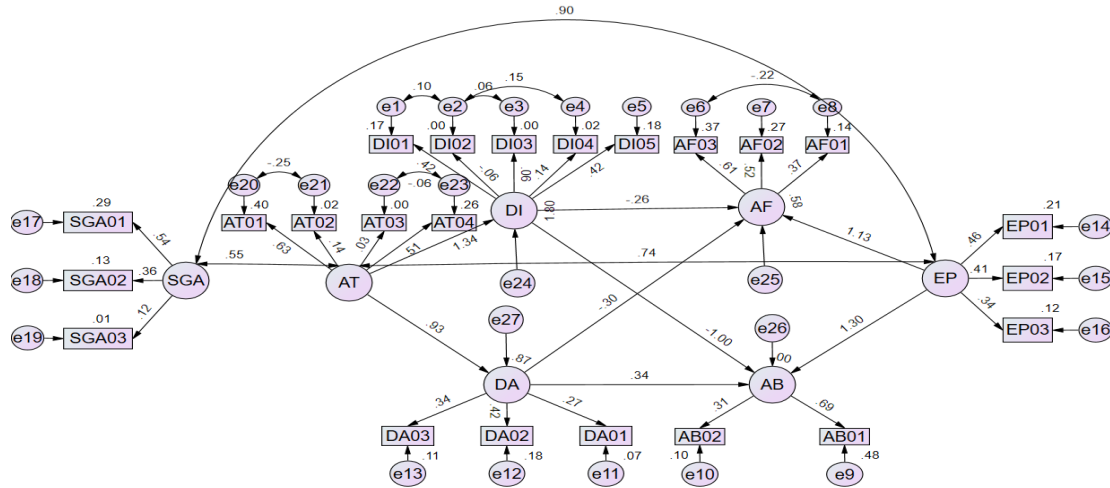 .90
.15
-.22
.10
.06
e1
e2
e3
e4
e5
e6
e7
e8
.17
.00
.00
.02
.18
.37
.27
.14
DI01
DI02
DI03
DI04
DI05
AF03
AF02
AF01
-.25
.42
-.06
-.06
.06
.14
.42
.61
.52
.37
e20
e21
e22
e23
.40
.02
.00
.26
AT01
AT02
AT03
AT04
.29
e17
SGA01
.54
.63
.14
.03
.51
1.34
DI
1.80
-.26
AF
.58
.21
EP01
e14
.46
1.13
.13
e18
SGA02
.36
SGA
.55
AT
.74
EP
.41
.17
EP02
e15
e24
e25
.34
.12
EP03
e16
.12
.01
e19
SGA03
.93
e27
-.30
-1.00
e26
1.30
.87
.00
DA
.34
AB
.34
.42
.27
.31
.69
DA03
DA02
DA01
AB02
AB01
.11
.18
.07
.10
.48
e13
e12
e11
e10
e9